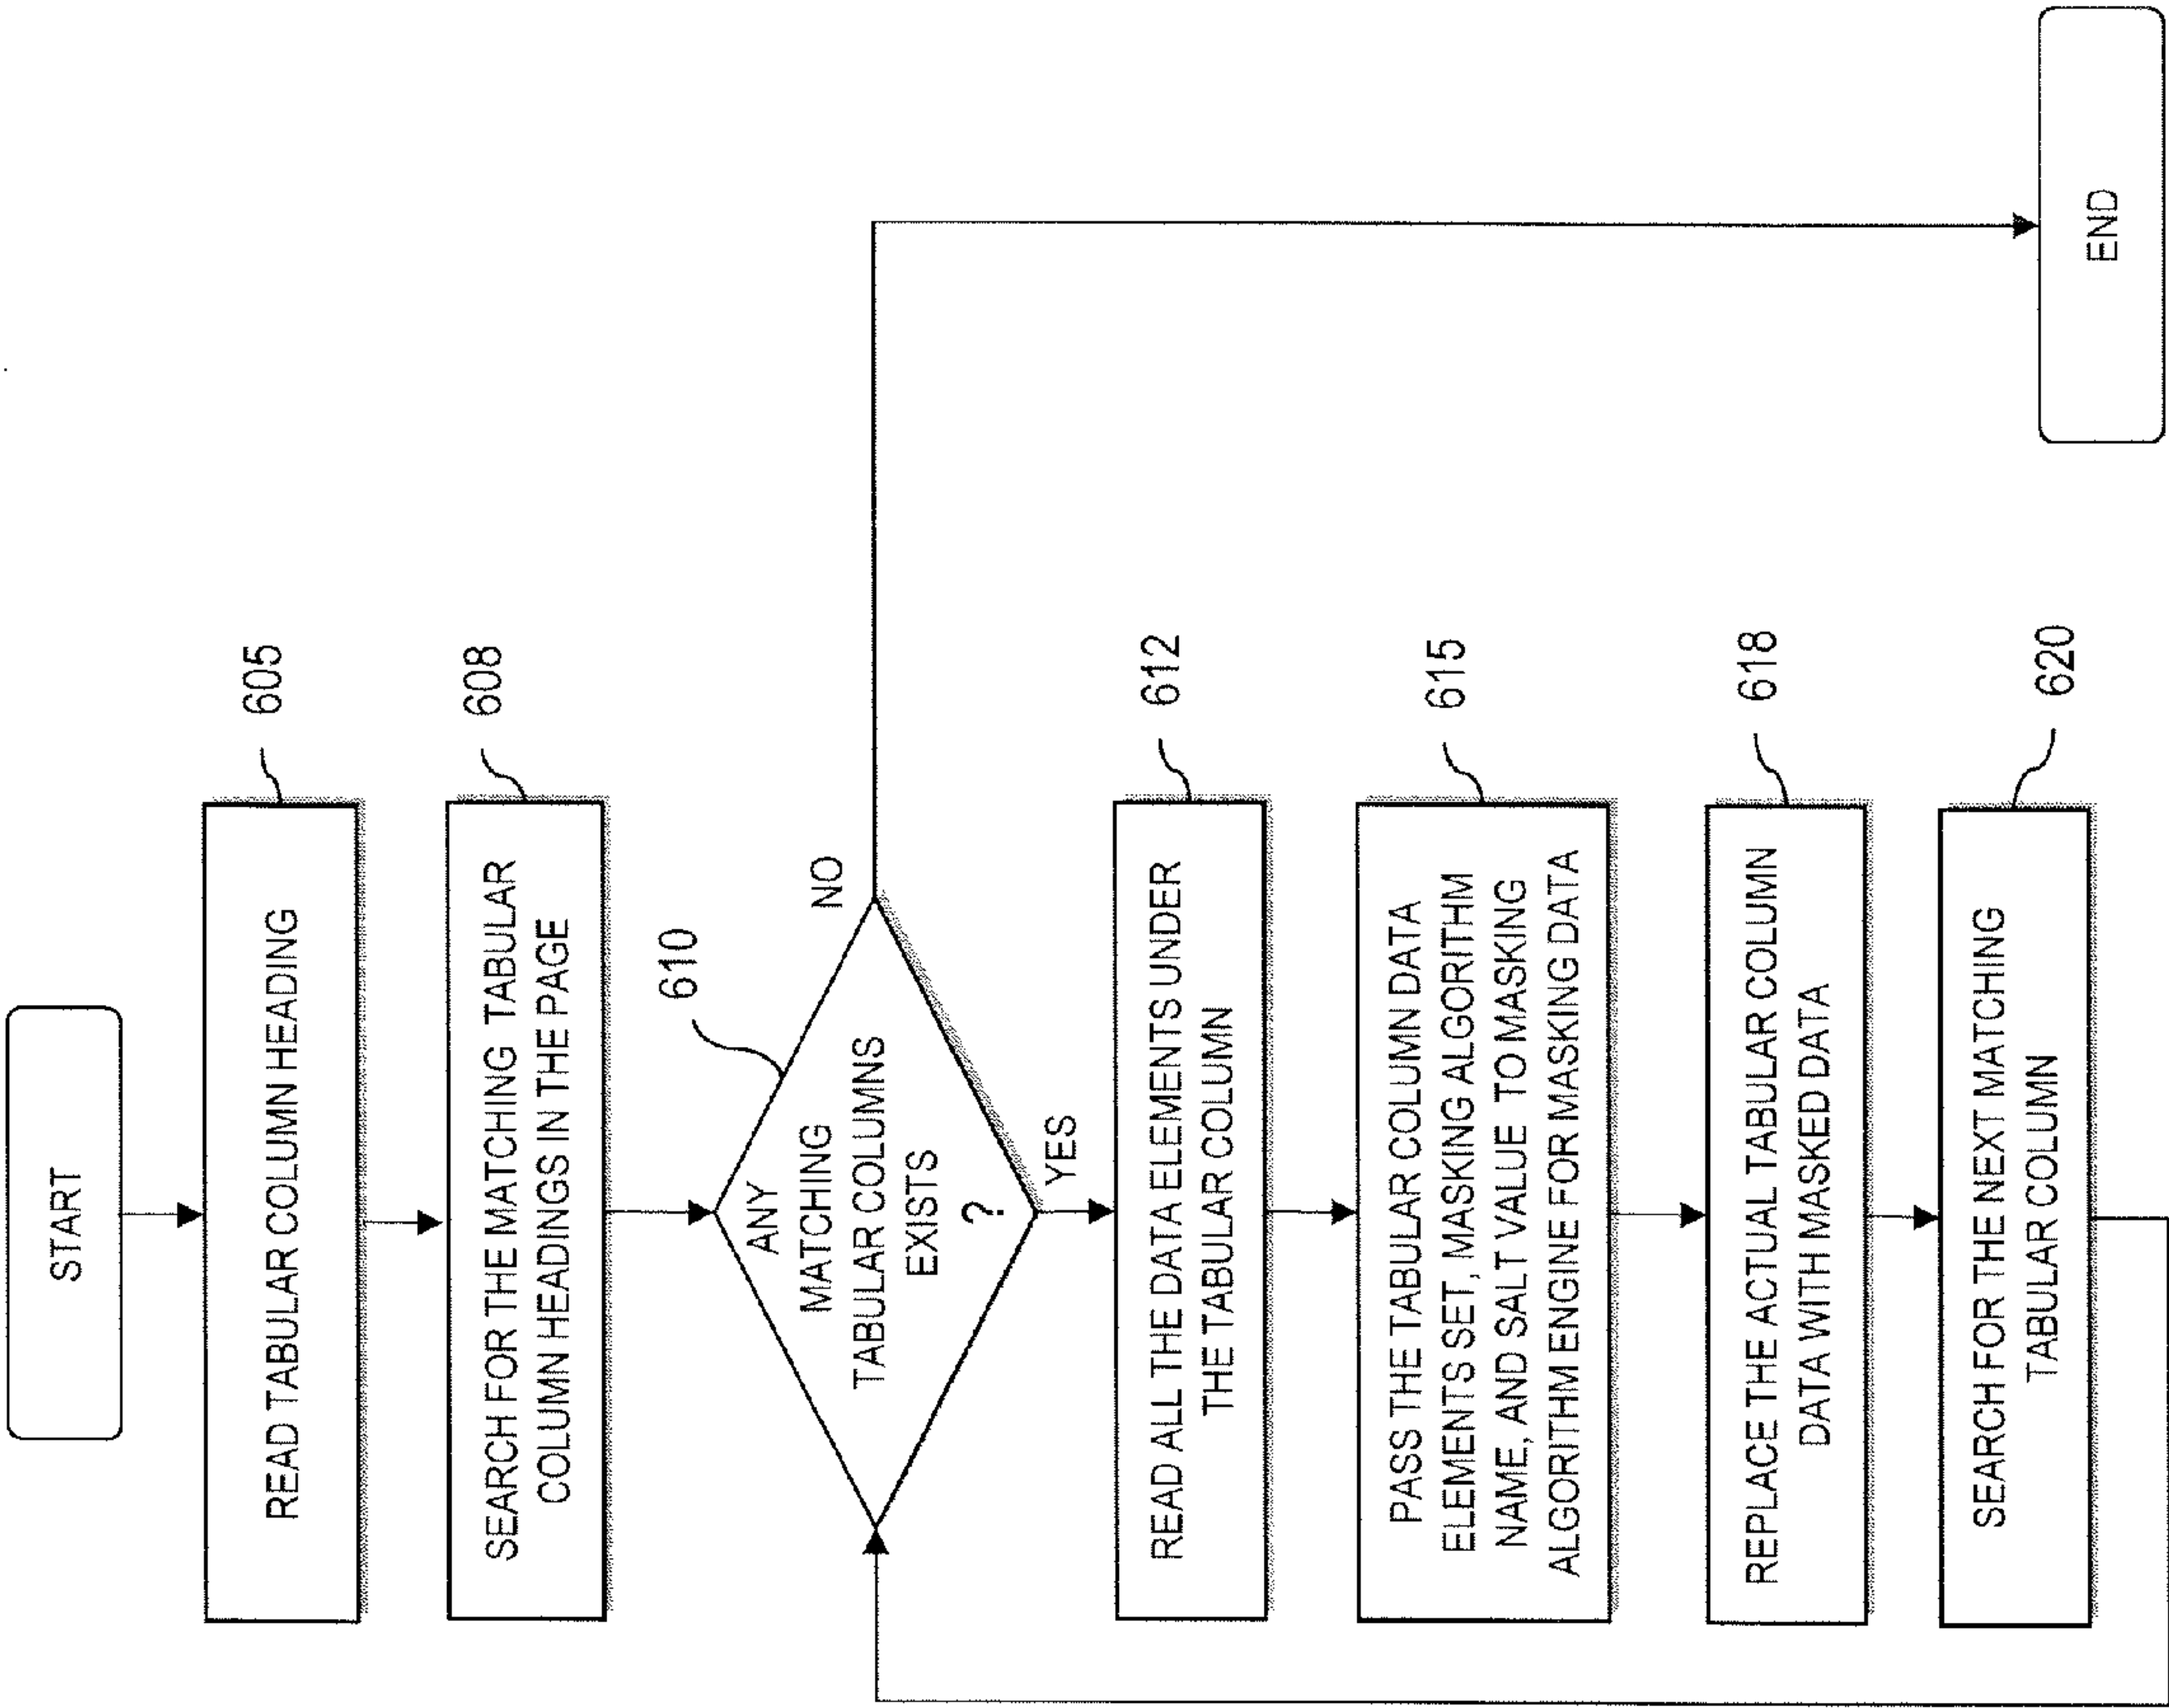 START
READ TABULAR COLUMN HEADING
605
SEARCH FOR THE MATCHING TABULAR
COLUMN HEADINGS IN THE PAGE
608
610
ANY
MATCHING
TABULAR COLUMNS
EXISTS
?
NO
YES
READ ALL THE DATA ELEMENTS UNDER
THE TABULAR COLUMN
612
PASS THE TABULAR COLUMN DATA
ELEMENTS SET, MASKING ALGORITHM
NAME, AND SALT VALUE TO MASKING
ALGORITHM ENGINE FOR MASKING DATA
615
REPLACE THE ACTUAL TABULAR COLUMN
DATA WITH MASKED DATA
618
SEARCH FOR THE NEXT MATCHING
TABULAR COLUMN
620
END